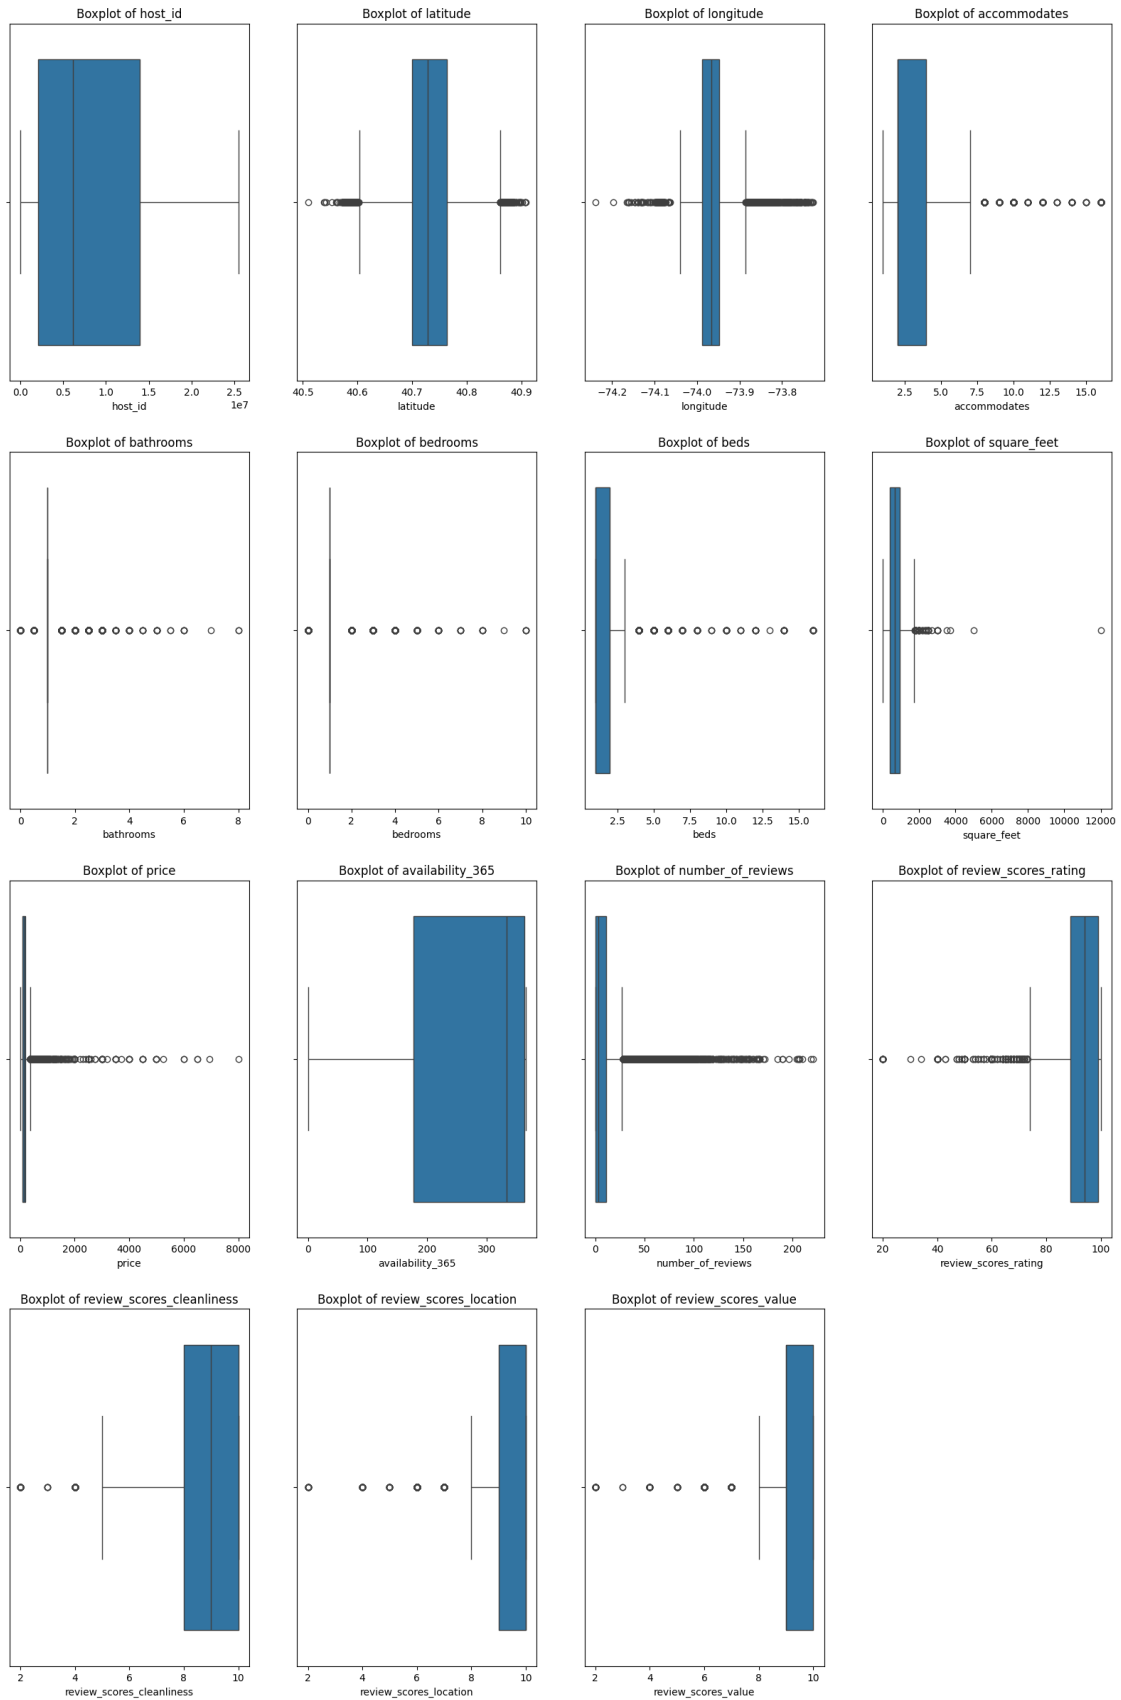 Boxplot of host_id Boxplot of latitude Boxplot of longitude Boxplot of accommodates
0.0 0.5 1.0 1.5 2.0 2.5 40.5 40.6 40.7 40.8 40.9 −74.2 −74.1 −74.0 −73.9 −73.8 2.5 5.0 7.5 10.0 12.5 15.0
1e7
host_id latitude longitude accommodates
Boxplot of bathrooms Boxplot of bedrooms Boxplot of beds Boxplot of square_feet
0 2 4 6 8 0 2 4 6 8 10 2.5 5.0 7.5 10.0 12.5 15.0 0 2000 4000 6000 8000 10000 12000
bathrooms bedrooms beds square_feet
Boxplot of price Boxplot of availability_365 Boxplot of number_of_reviews Boxplot of review_scores_rating
0 2000 4000 6000 8000 0 100 200 300 0 50 100 150 200 20 40 60 80 100
price availability_365 number_of_reviews review_scores_rating
Boxplot of review_scores_cleanliness Boxplot of review_scores_location Boxplot of review_scores_value
2 4 6 8 10 2 4 6 8 10 2 4 6 8 10
review_scores_cleanliness review_scores_location review_scores_value